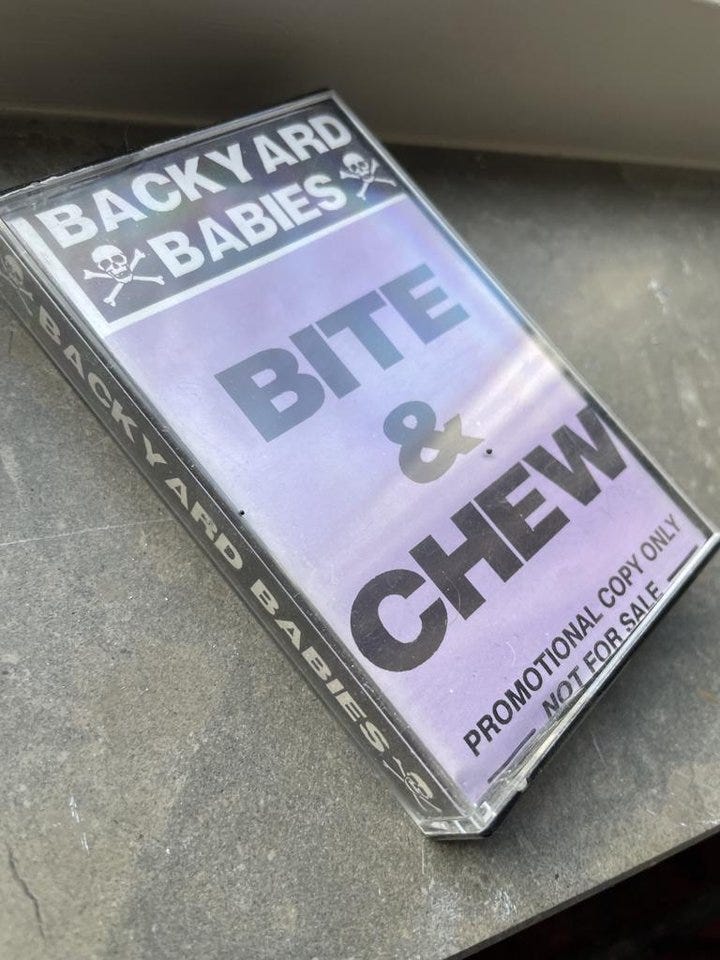 BACKYARD
BABIES
BITE
&
CHEW
PROMOTIONAL COPY ONLY
NOT FOR SALE
BACKYARD BABIES